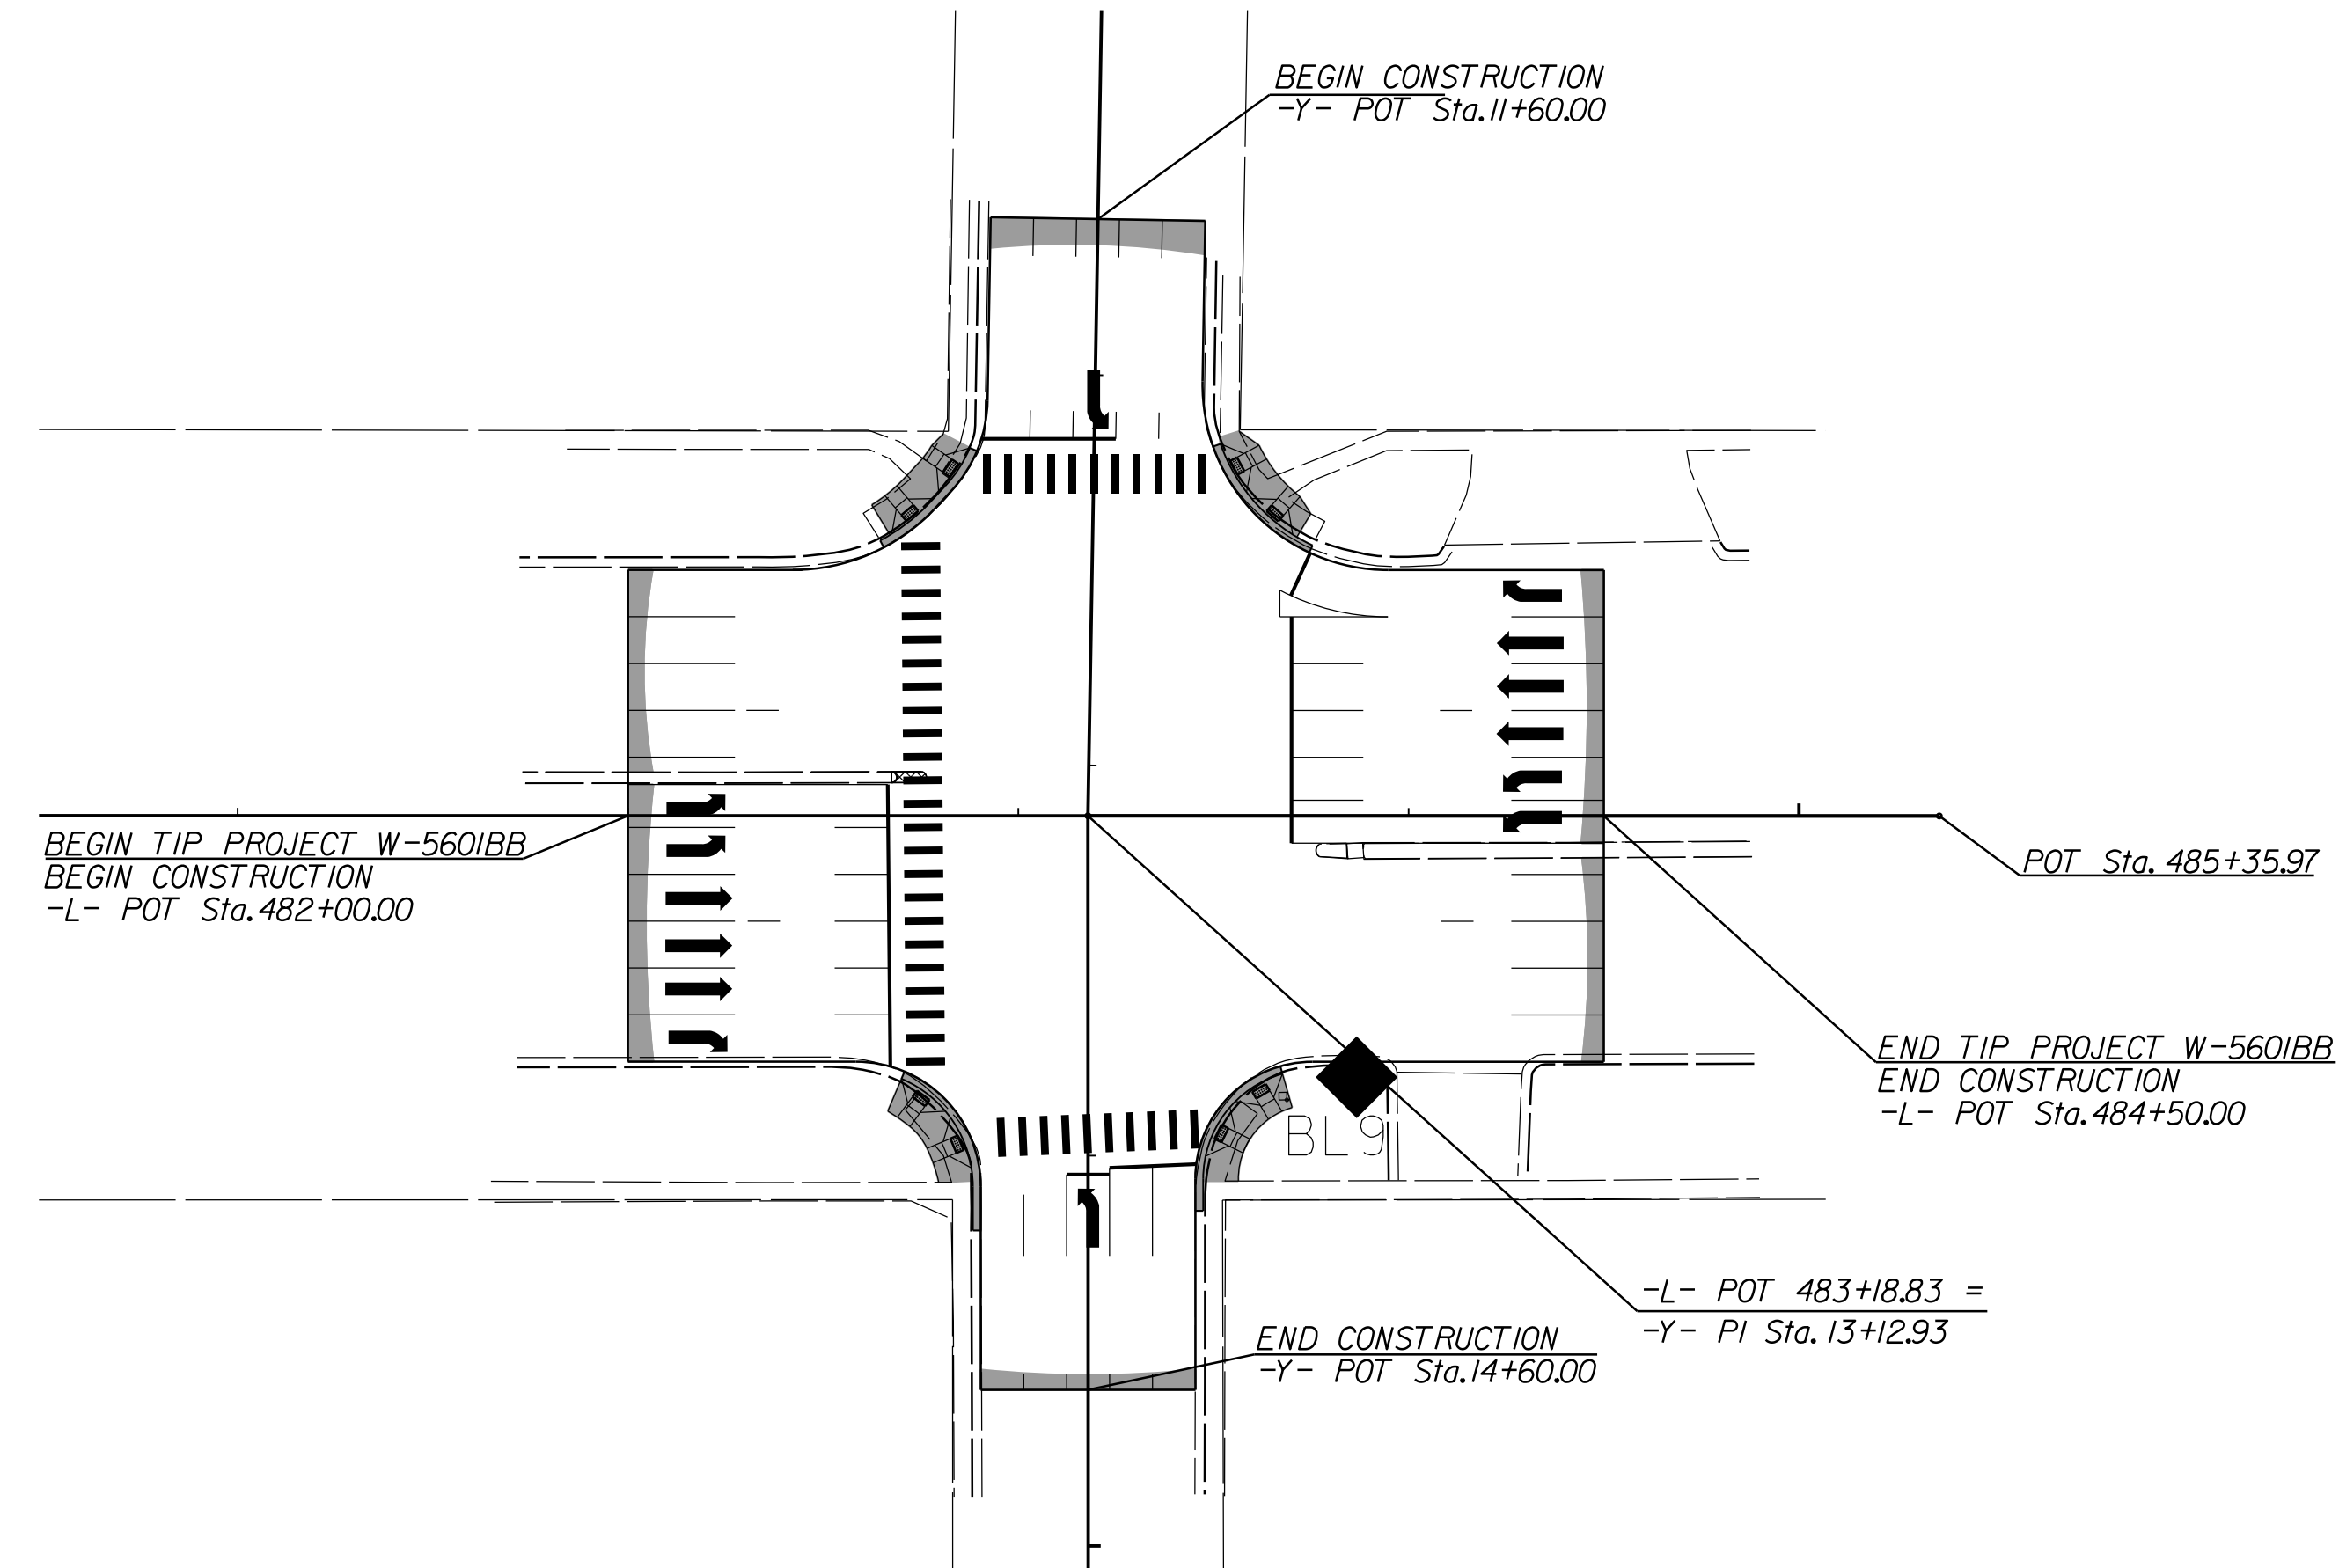 BEGIN CONSTRUCTION
-Y- POT Sta.11+60.00
BEGIN TIP PROJECT W-5601BB
BEGIN CONSTRUCTION
-L- POT Sta.482+00.00
POT Sta. 485+35.97
END TIP PROJECT W-5601BB
END CONSTRUCTION
-L- POT Sta.484+50.00
BL9
-L- POT 483+18.83 =
-Y- PI Sta. 13+12.93
END CONSTRUCTION
-Y- POT Sta.14+60.00